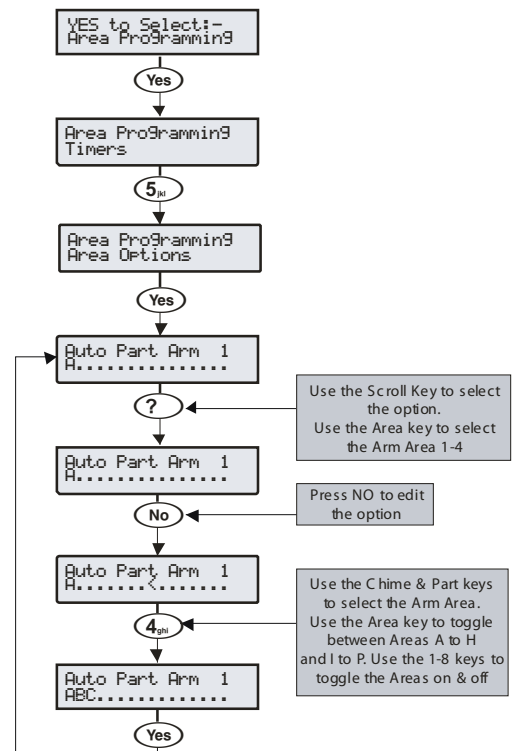 YES to Select:-
Area Programming
Yes
Area Programming
Timers
5 jkl
Area Programming
Area Options
Yes
Auto Part Arm 1
A...............
?
Use the Scroll Key to select
the option.
Use the Area key to select
the Arm Area 1-4
Auto Part Arm 1
A...............
No
Press NO to edit
the option
Auto Part Arm 1
A.......<.......
4 ghi
Use the Chime & Part keys
to select the Arm Area.
Use the Area key to toggle
between Areas A to H
and I to P. Use the 1-8 keys to
toggle the Areas on & off
Auto Part Arm 1
ABC.............
Yes